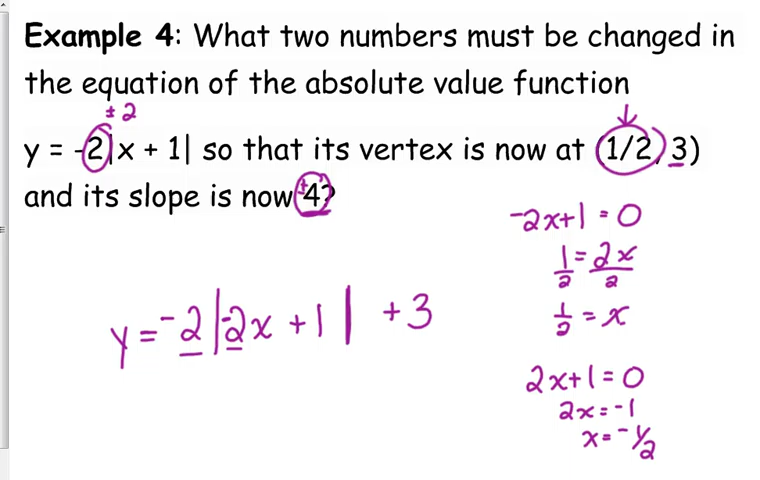 Example 4: What two numbers must be changed in
the equation of the absolute value function
± 2
y = -2|x + 1| so that its vertex is now at (1/2, 3)
and its slope is now 4?
y = -2|-2x + 1| + 3
-2x+1 = 0
1/2 = 2x/2
1/2 = x
2x+1 = 0
2x = -1
x = -1/2